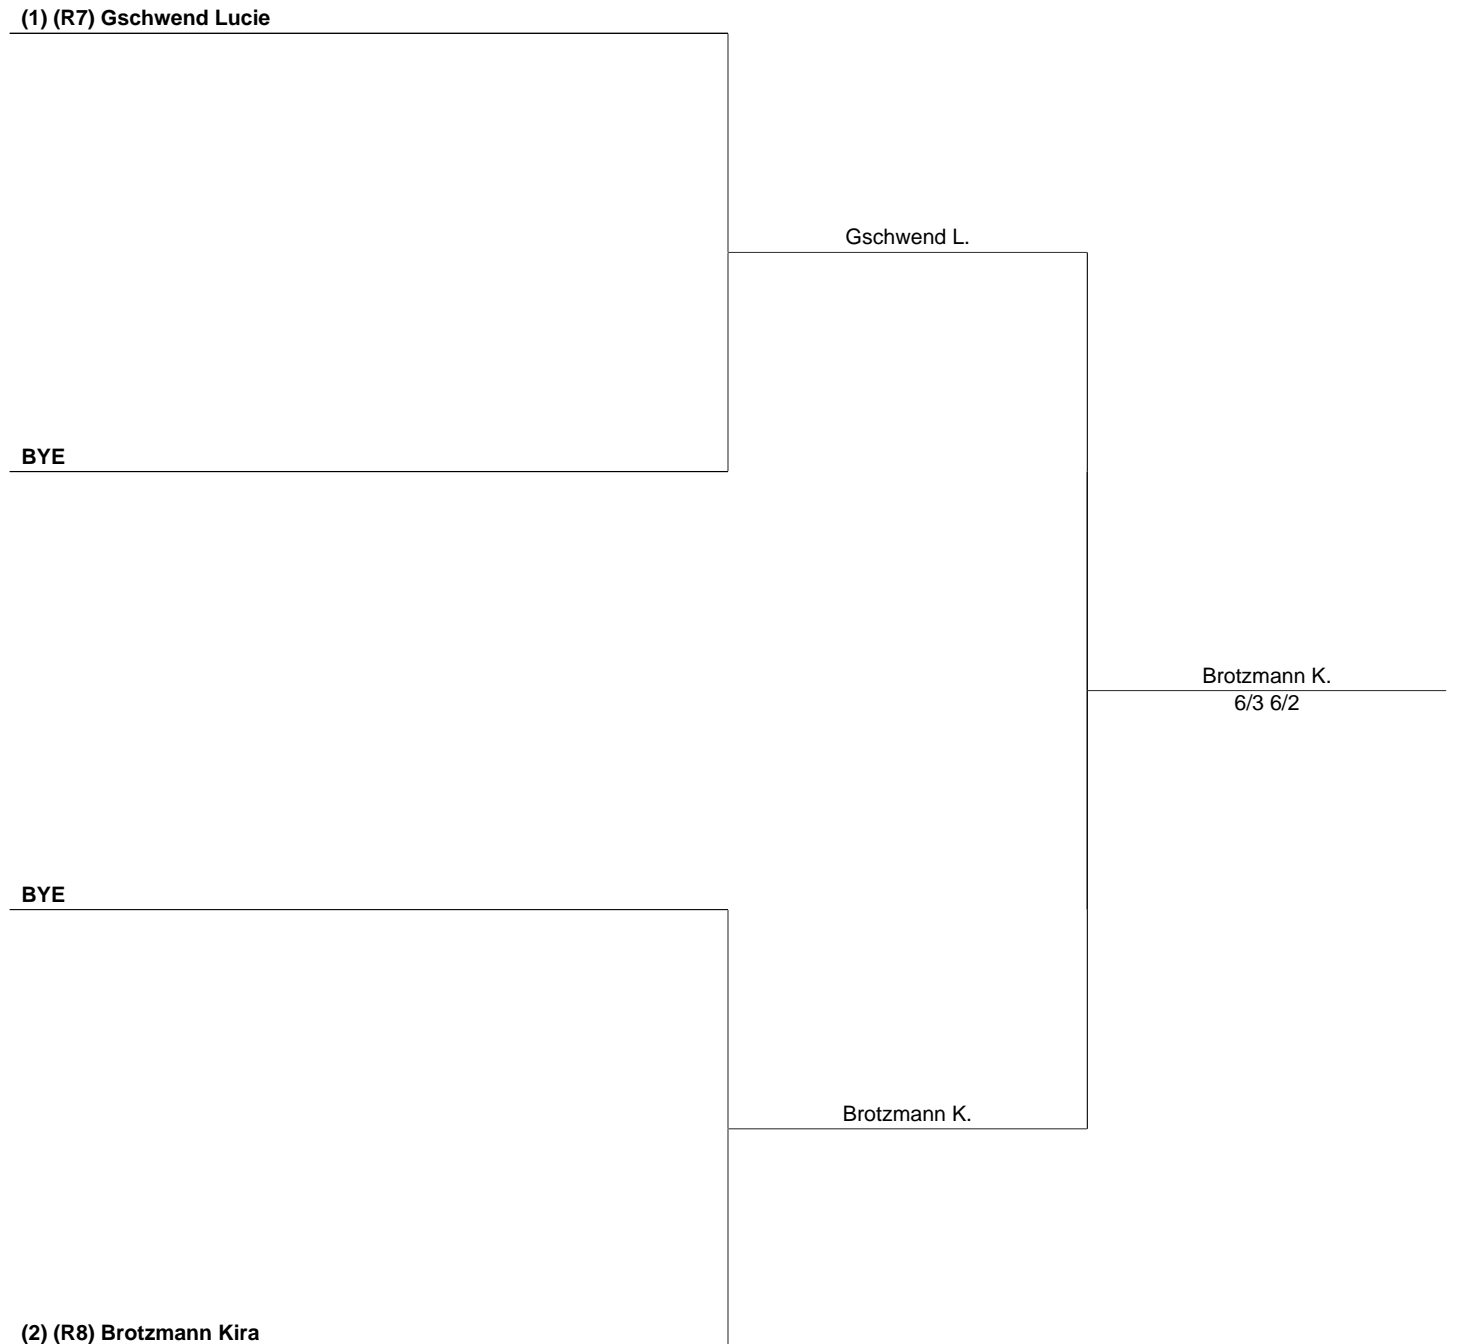 (1) (R7) Gschwend Lucie
Gschwend L.
BYE
Brotzmann K.
6/3 6/2
BYE
Brotzmann K.
(2) (R8) Brotzmann Kira